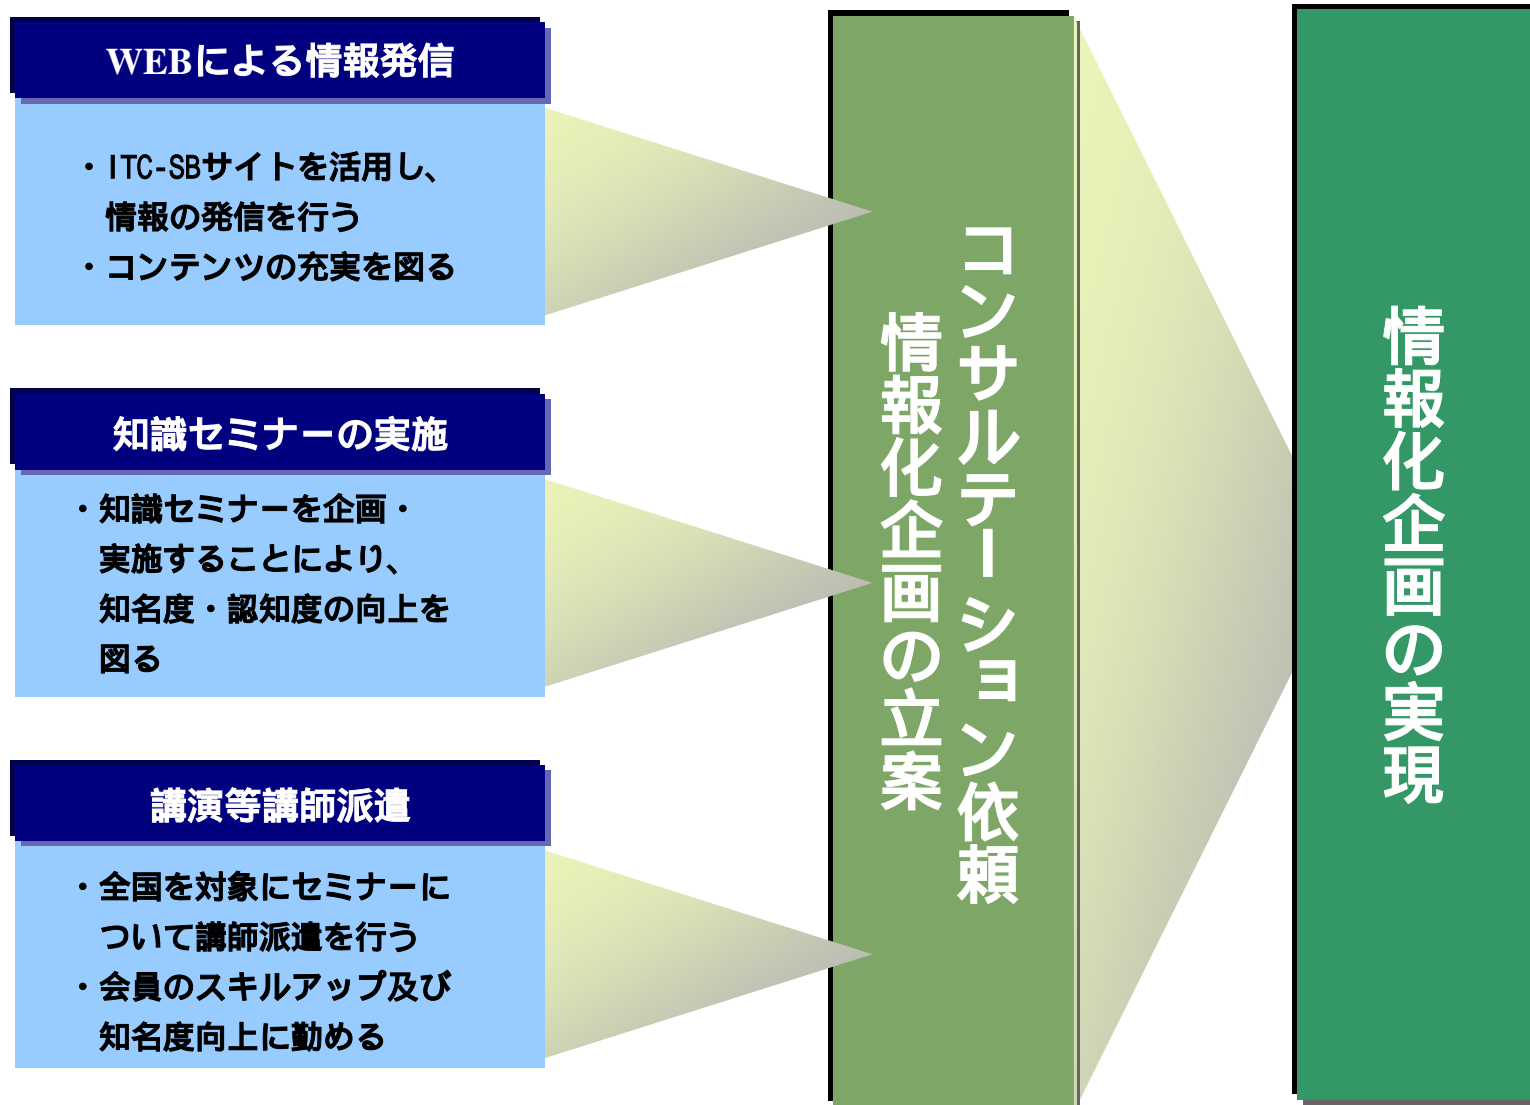 WEBによる情報発信
・ITC-SBサイトを活用し、
情報の発信を行う
・コンテンツの充実を図る
知識セミナーの実施
・知識セミナーを企画・
実施することにより、
知名度・認知度の向上を
図る
講演等講師派遣
・全国を対象にセミナーに
ついて講師派遣を行う
・会員のスキルアップ及び
知名度向上に勤める
コンサルテーション依頼
情報化企画の立案
情報化企画の実現